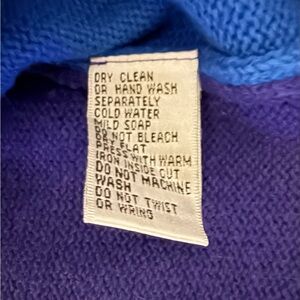 DRY CLEAN
OR HAND WASH
SEPARATELY
COLD WATER
MILD SOAP
DO NOT BLEACH
DRY FLAT
PRESS WITH WARM
IRON INSIDE OUT
DO NOT MACHINE
WASH
DO NOT TWIST
OR WRING